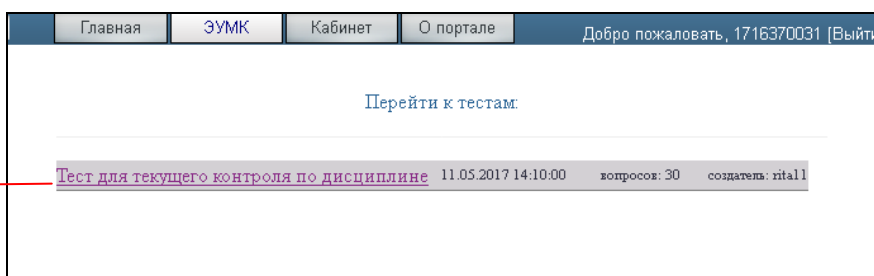 Главная ЭУМК Кабинет О портале Добро пожаловать, 1716370031 [Выйти
Перейти к тестам:
Тест для текущего контроля по дисциплине 11.05.2017 14:10:00 вопросов: 30 создатель: rital1